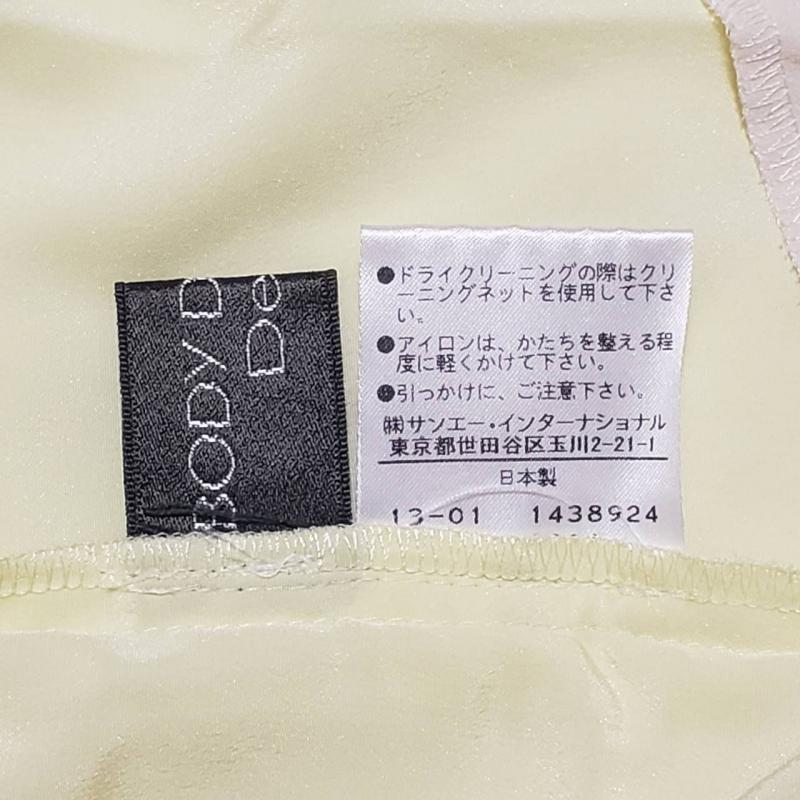 BODY D
De
●ドライクリーニングの際はクリ
ーニングネットを使用して下さ
い。
●アイロンは、かたちを整える程
度に軽くかけて下さい。
●引っかけに、ご注意下さい。
㈱サンエー・インターナショナル
東京都世田谷区玉川2-21-1
日本製
13-01 1438924